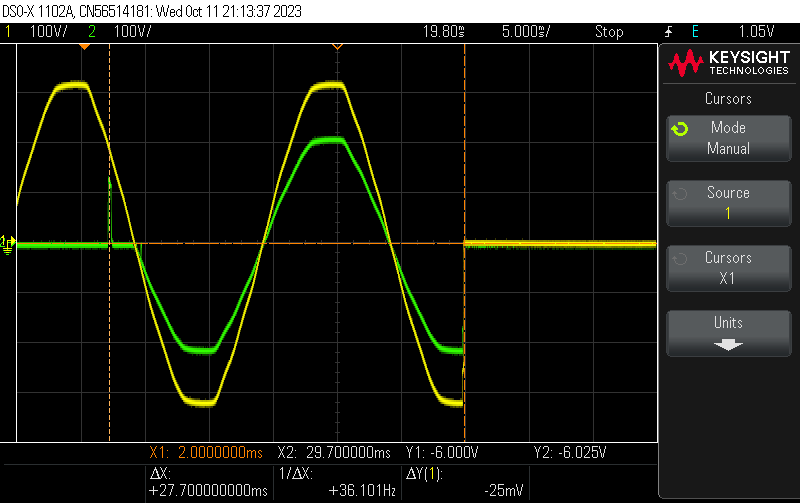 DSO-X 1102A, CN56514181: Wed Oct 11 21:13:37 2023
1 100V/ 2 100V/ 19.80ms 5.000ms/ Stop E 1.05V
KEYSIGHT
TECHNOLOGIES
Cursors
Mode
Manual
Source
1
Cursors
X1
Units
X1: 2.0000000ms X2: 29.700000ms Y1: -6.000V Y2: -6.025V
ΔX: 1/ΔX: ΔY(1):
+27.700000000ms +36.101Hz -25mV